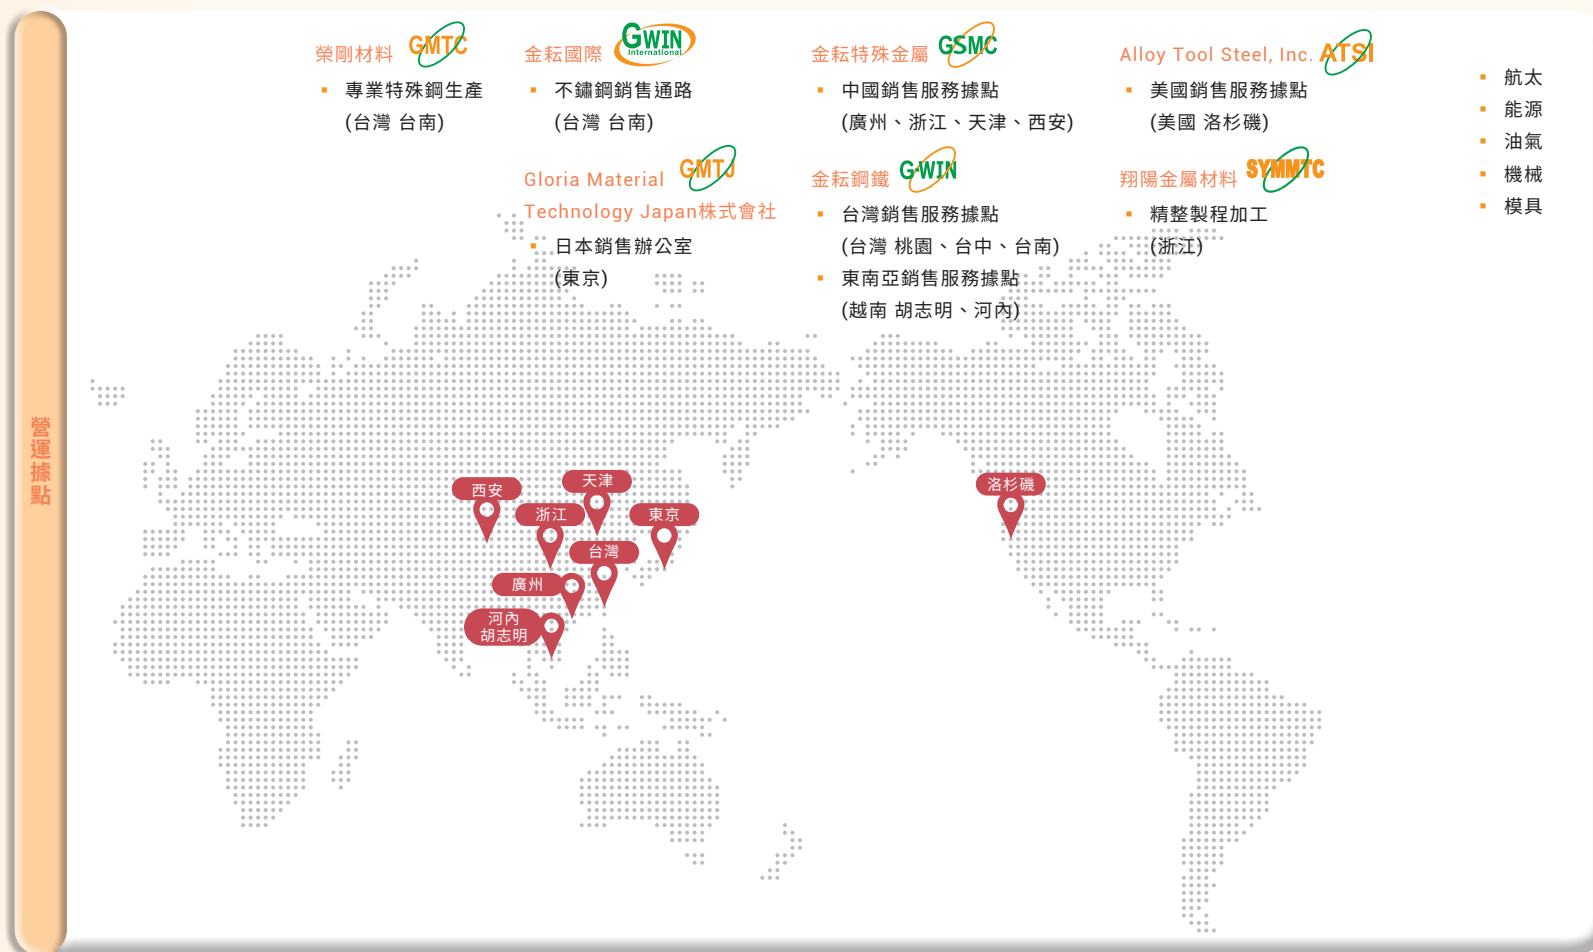 營運據點
榮剛材料 GMTC
▪ 專業特殊鋼生產
(台灣 台南)
金耘國際 GWIN International
▪ 不鏽鋼銷售通路
(台灣 台南)
Gloria Material GMTJ
Technology Japan株式會社
▪ 日本銷售辦公室
(東京)
金耘特殊金屬 GSMC
▪ 中國銷售服務據點
(廣州、浙江、天津、西安)
金耘鋼鐵 G-WIN
▪ 台灣銷售服務據點
(台灣 桃園、台中、台南)
▪ 東南亞銷售服務據點
(越南 胡志明、河內)
Alloy Tool Steel, Inc. ATSI
▪ 美國銷售服務據點
(美國 洛杉磯)
翔陽金屬材料 SYMMTC
▪ 精整製程加工
(浙江)
▪ 航太
▪ 能源
▪ 油氣
▪ 機械
▪ 模具
西安
天津
浙江
東京
台灣
廣州
河內
胡志明
洛杉磯